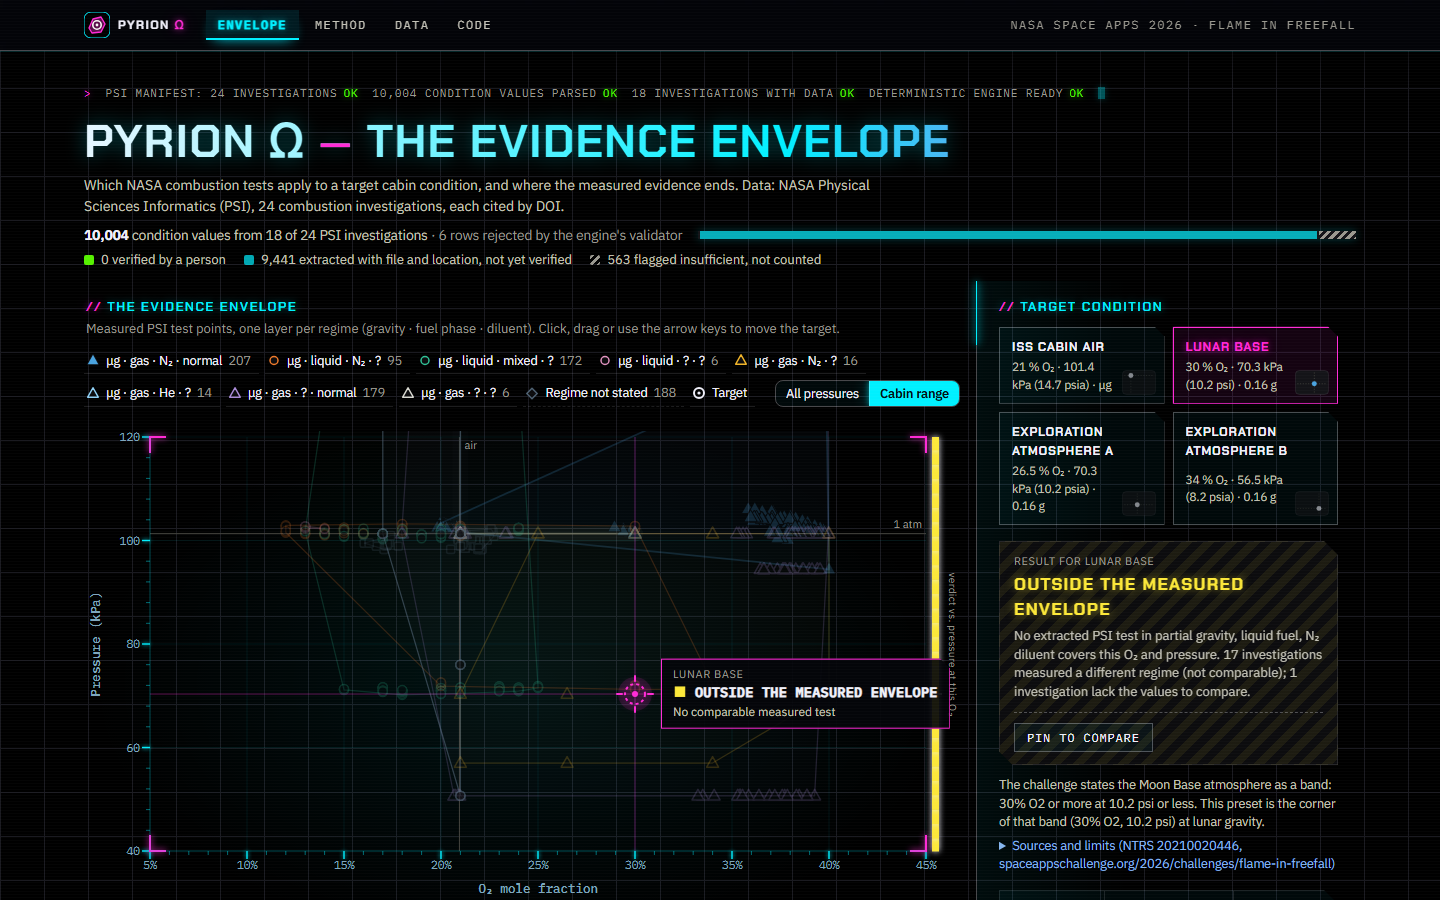 PYRION Ω
ENVELOPE
METHOD
DATA
CODE
NASA SPACE APPS 2026 · FLAME IN FREEFALL
> PSI MANIFEST: 24 INVESTIGATIONS OK 10,004 CONDITION VALUES PARSED OK 18 INVESTIGATIONS WITH DATA OK DETERMINISTIC ENGINE READY OK
PYRION Ω — THE EVIDENCE ENVELOPE
Which NASA combustion tests apply to a target cabin condition, and where the measured evidence ends. Data: NASA Physical
Sciences Informatics (PSI), 24 combustion investigations, each cited by DOI.
10,004 condition values from 18 of 24 PSI investigations · 6 rows rejected by the engine's validator
0 verified by a person
9,441 extracted with file and location, not yet verified
563 flagged insufficient, not counted
// THE EVIDENCE ENVELOPE
Measured PSI test points, one layer per regime (gravity · fuel phase · diluent). Click, drag or use the arrow keys to move the target.
µg · gas · N₂ · normal 207
µg · liquid · N₂ · ? 95
µg · liquid · mixed · ? 172
µg · liquid · ? · ? 6
µg · gas · N₂ · ? 16
µg · gas · He · ? 14
µg · gas · ? · normal 179
µg · gas · ? · ? 6
Regime not stated 188
Target
All pressures
Cabin range
120
100
80
60
40
Pressure (kPa)
air
1 atm
verdict vs. pressure at this O₂
LUNAR BASE
OUTSIDE THE MEASURED ENVELOPE
No comparable measured test
5%
10%
15%
20%
25%
30%
35%
40%
45%
O₂ mole fraction
// TARGET CONDITION
ISS CABIN AIR
21 % O₂ · 101.4
kPa (14.7 psia) · µg
LUNAR BASE
30 % O₂ · 70.3 kPa
(10.2 psi) · 0.16 g
EXPLORATION
ATMOSPHERE A
26.5 % O₂ · 70.3
kPa (10.2 psia) ·
0.16 g
EXPLORATION
ATMOSPHERE B
34 % O₂ · 56.5 kPa
(8.2 psia) · 0.16 g
RESULT FOR LUNAR BASE
OUTSIDE THE MEASURED
ENVELOPE
No extracted PSI test in partial gravity, liquid fuel, N₂
diluent covers this O₂ and pressure. 17 investigations
measured a different regime (not comparable); 1
investigation lack the values to compare.
PIN TO COMPARE
The challenge states the Moon Base atmosphere as a band:
30% O2 or more at 10.2 psi or less. This preset is the corner
of that band (30% O2, 10.2 psi) at lunar gravity.
▶ Sources and limits (NTRS 20210020446,
spaceappschallenge.org/2026/challenges/flame-in-freefall)